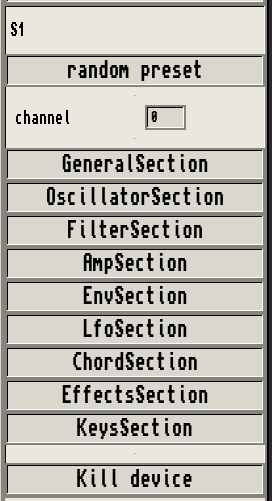 S1
random preset
channel 0
GeneralSection
OscillatorSection
FilterSection
AmpSection
EnvSection
LfoSection
ChordSection
EffectsSection
KeysSection
Kill device